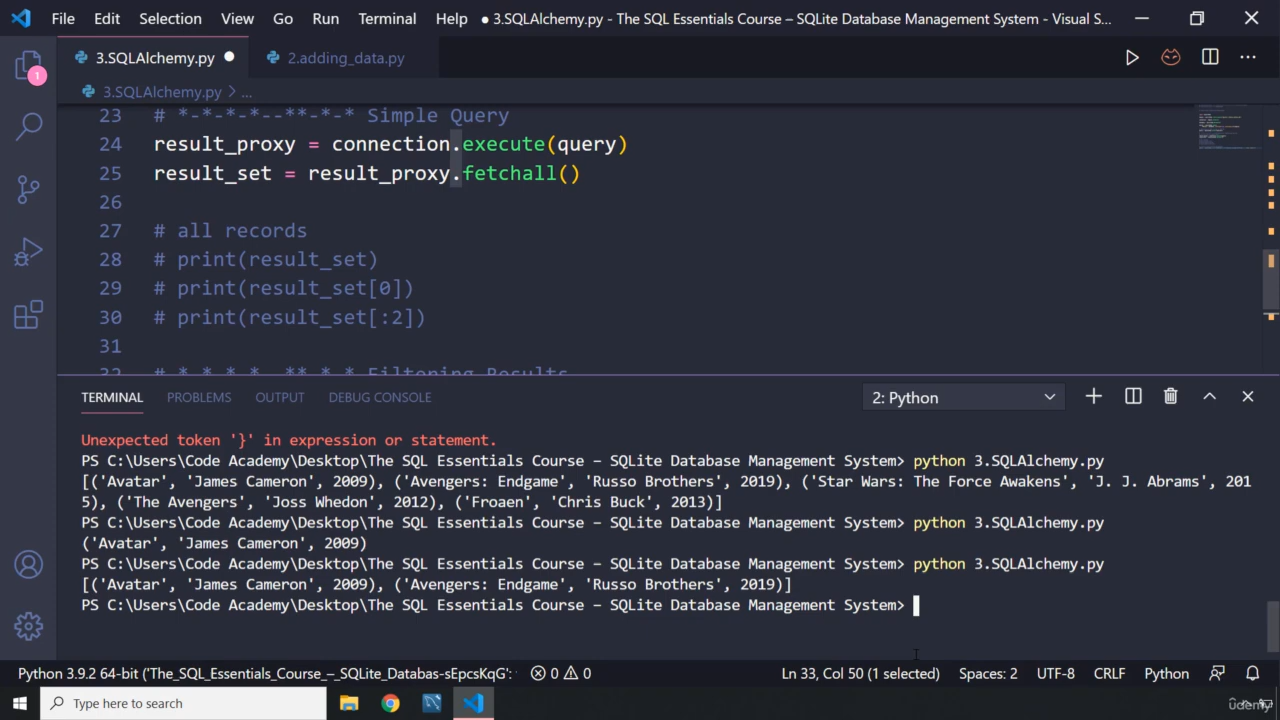 File Edit Selection View Go Run Terminal Help ● 3.SQLAlchemy.py - The SQL Essentials Course – SQLite Database Management System - Visual S...
3.SQLAlchemy.py ● 2.adding_data.py
3.SQLAlchemy.py > ...
23 # *-*-*-*--**-*-* Simple Query
24 result_proxy = connection.execute(query)
25 result_set = result_proxy.fetchall()
26
27 # all records
28 # print(result_set)
29 # print(result_set[0])
30 # print(result_set[:2])
31
32 # *-*-*-*--**-*-* Filtering Results
1
TERMINAL PROBLEMS OUTPUT DEBUG CONSOLE 2: Python
Unexpected token '}' in expression or statement.
PS C:\Users\Code Academy\Desktop\The SQL Essentials Course – SQLite Database Management System> python 3.SQLAlchemy.py
[('Avatar', 'James Cameron', 2009), ('Avengers: Endgame', 'Russo Brothers', 2019), ('Star Wars: The Force Awakens', 'J. J. Abrams', 201
5), ('The Avengers', 'Joss Whedon', 2012), ('Froaen', 'Chris Buck', 2013)]
PS C:\Users\Code Academy\Desktop\The SQL Essentials Course – SQLite Database Management System> python 3.SQLAlchemy.py
('Avatar', 'James Cameron', 2009)
PS C:\Users\Code Academy\Desktop\The SQL Essentials Course – SQLite Database Management System> python 3.SQLAlchemy.py
[('Avatar', 'James Cameron', 2009), ('Avengers: Endgame', 'Russo Brothers', 2019)]
PS C:\Users\Code Academy\Desktop\The SQL Essentials Course – SQLite Database Management System>
Python 3.9.2 64-bit ('The_SQL_Essentials_Course_–_SQLite_Databas-sEpcsKqG': 0 0 Ln 33, Col 50 (1 selected) Spaces: 2 UTF-8 CRLF Python
Type here to search
udemy